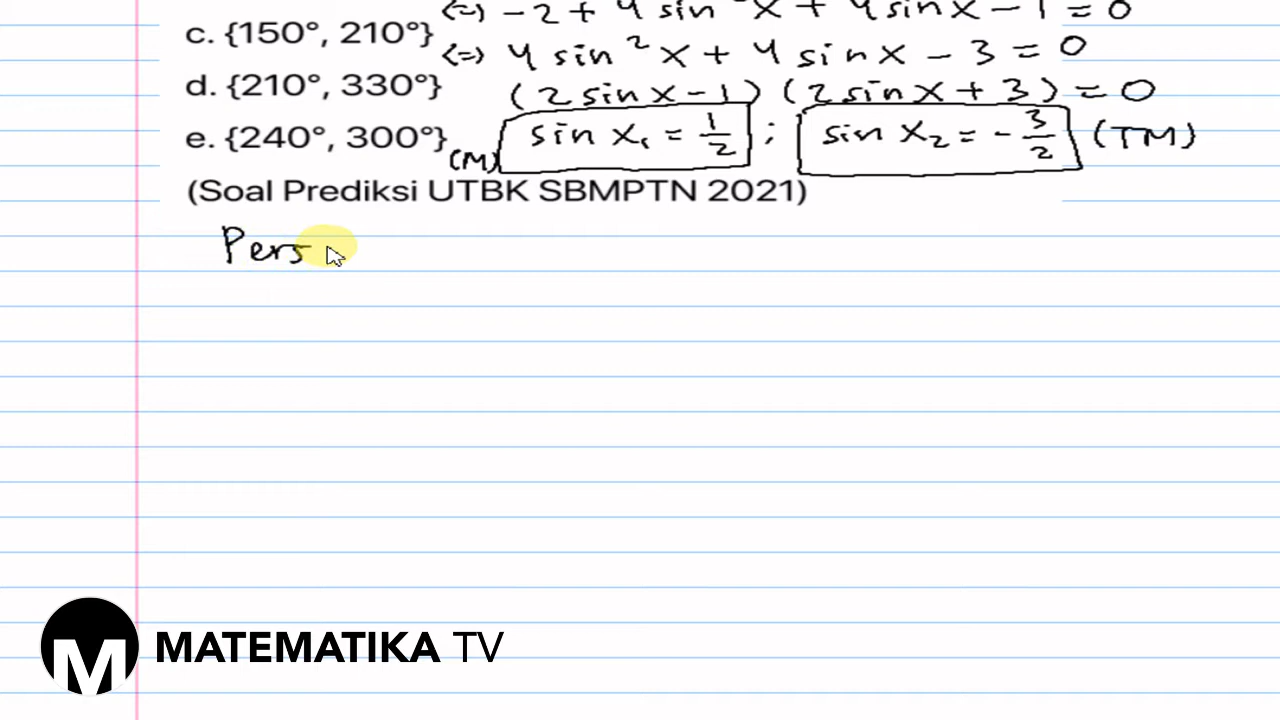 c. {150°, 210°}
(=) -2 + 4 sin²x + 4 sin x - 1 = 0
(=) 4 sin²x + 4 sin x - 3 = 0
d. {210°, 330°}
(2 sin x - 1) (2 sin x + 3) = 0
e. {240°, 300°}
(M) sin x₁ = 1/2 ; sin x₂ = -3/2 (TM)
(Soal Prediksi UTBK SBMPTN 2021)
Pers
M MATEMATIKA TV